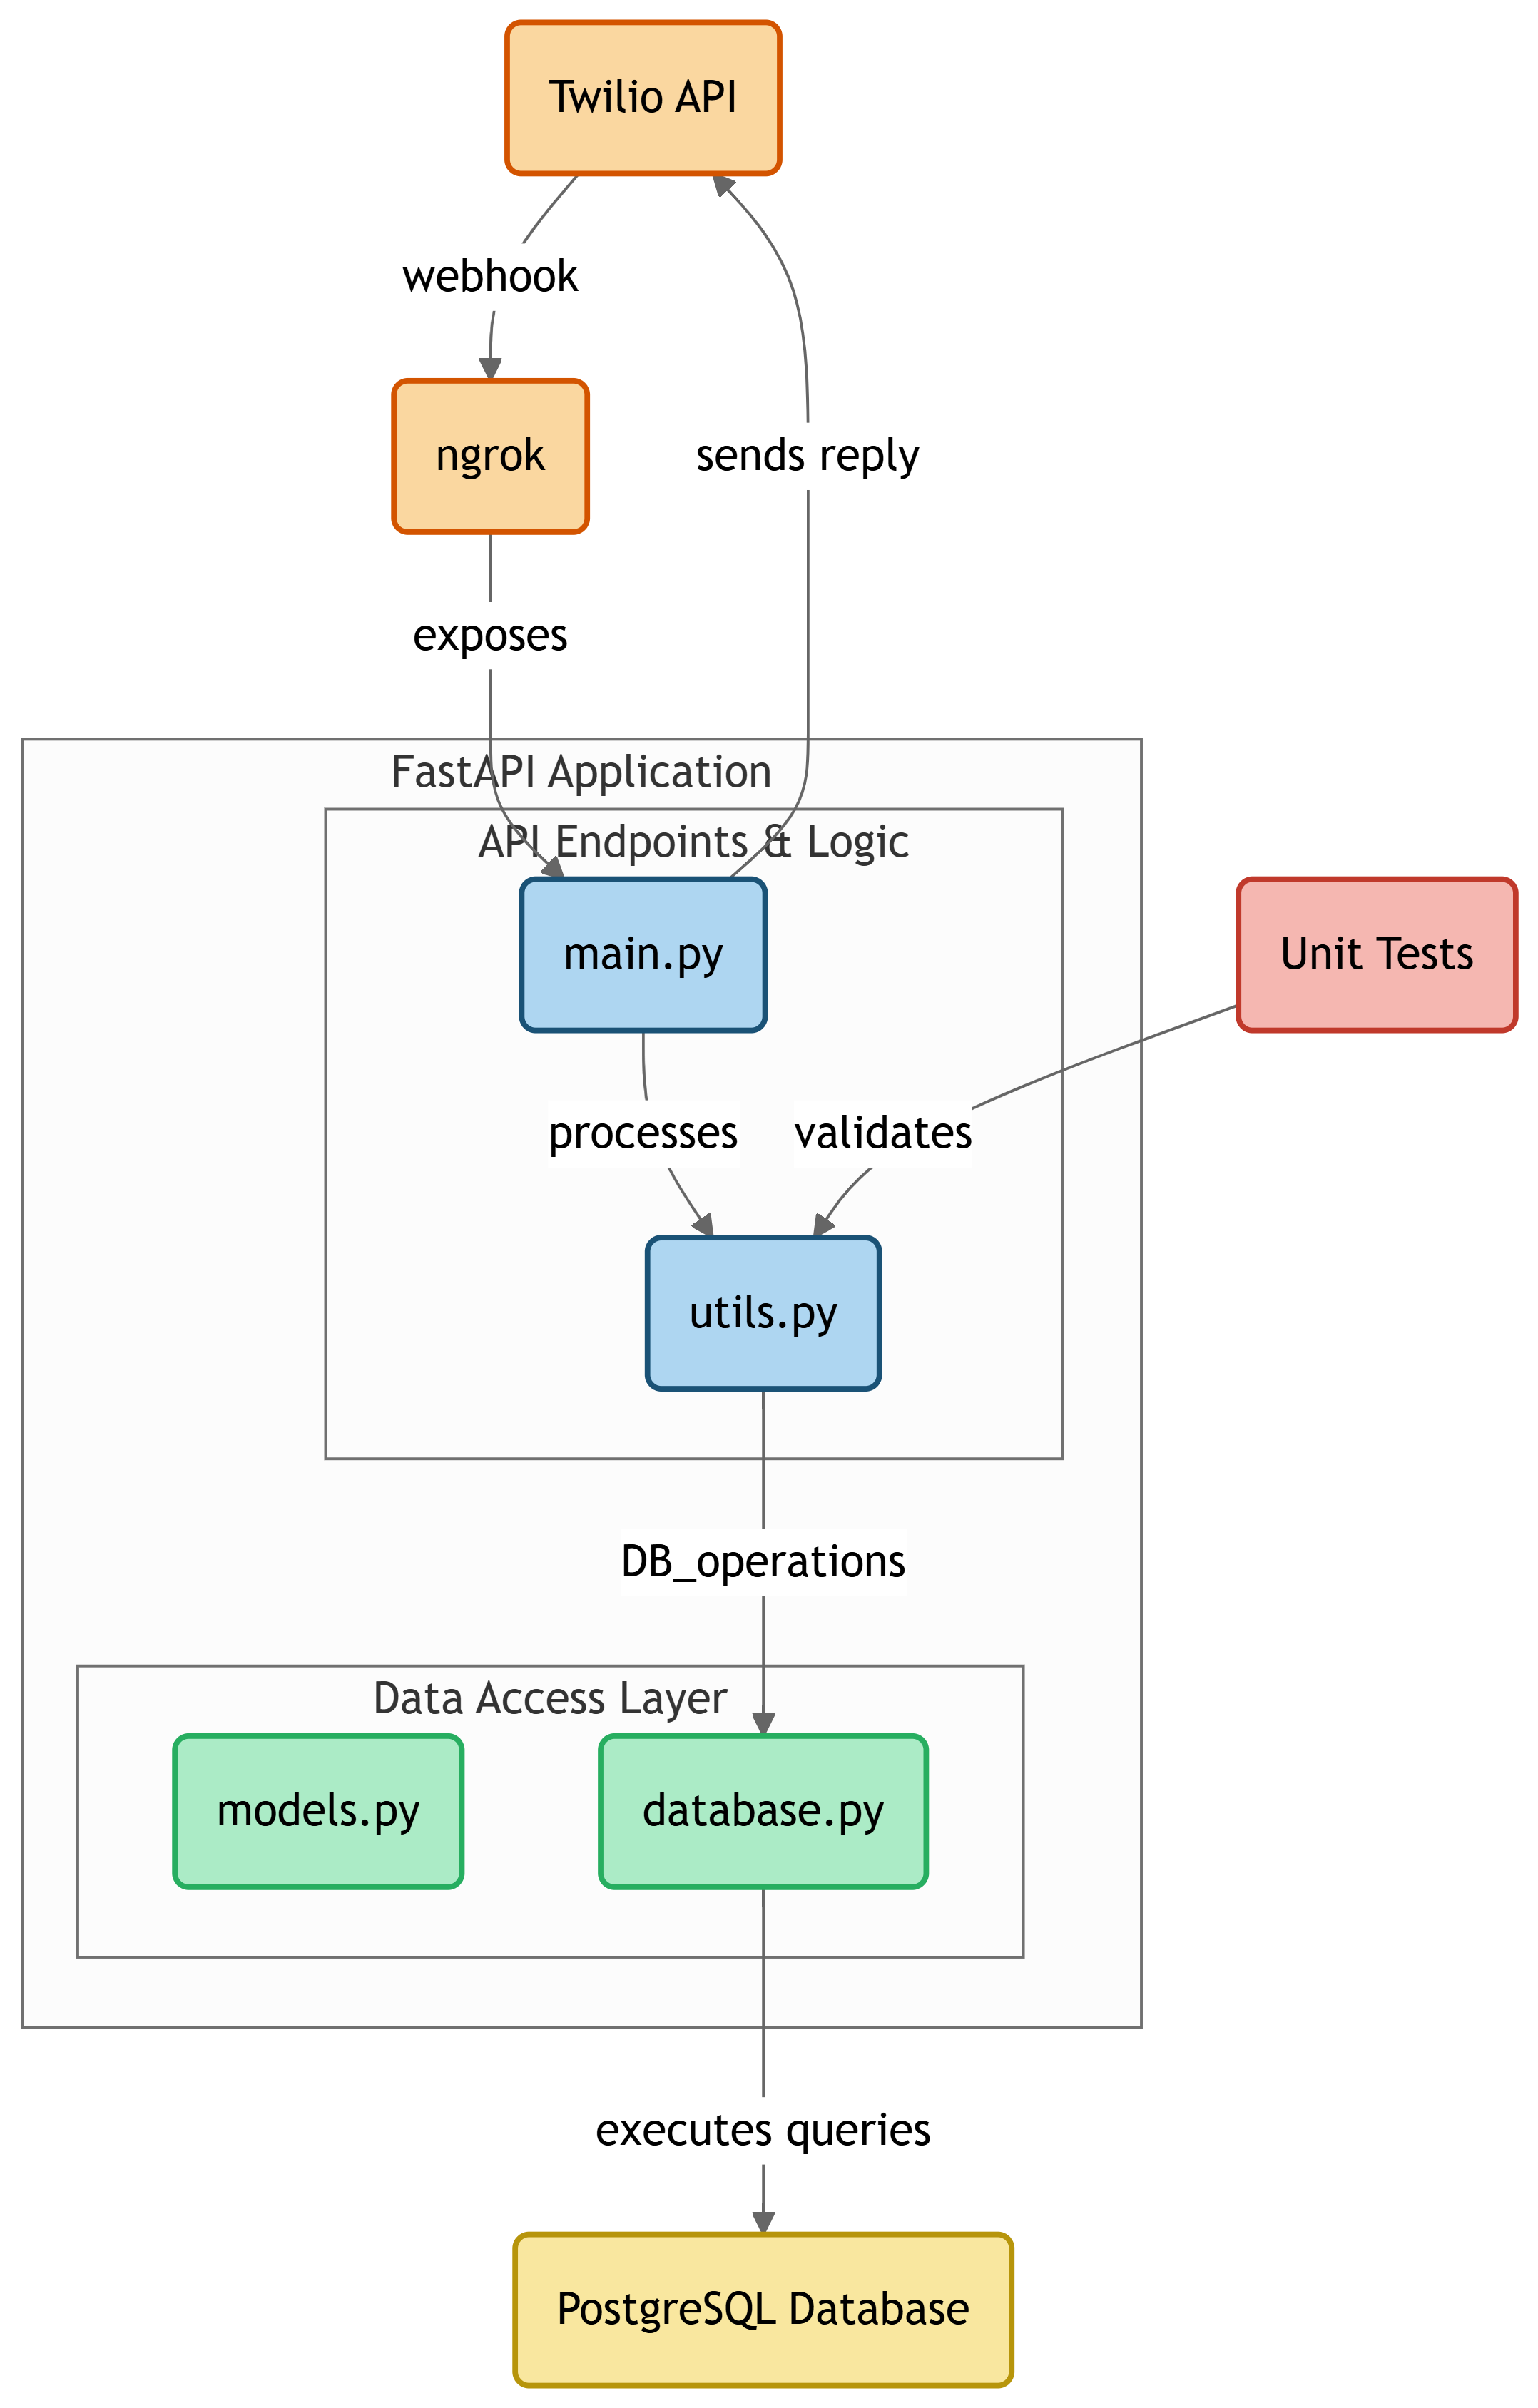 Twilio API
webhook
ngrok
sends reply
exposes
FastAPI Application
API Endpoints & Logic
main.py
Unit Tests
processes
validates
utils.py
DB_operations
Data Access Layer
models.py
database.py
executes queries
PostgreSQL Database